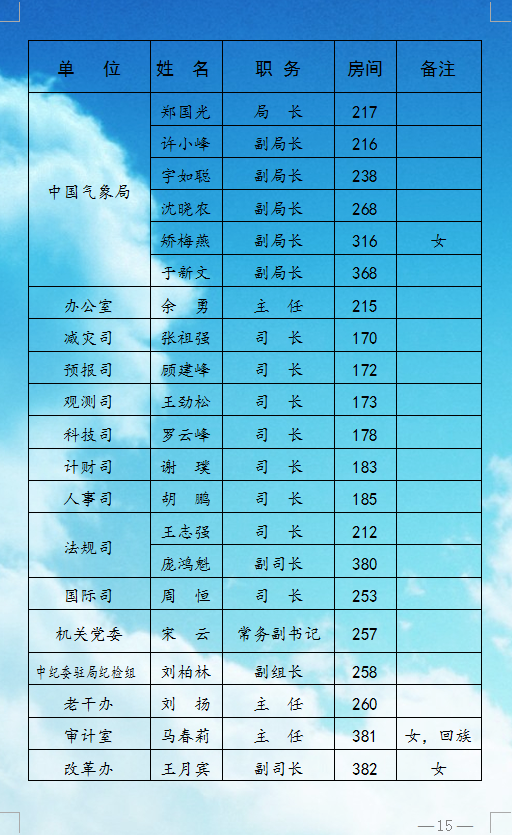 单 位 姓 名 职 务 房间 备注
中国气象局 郑国光 局 长 217
许小峰 副局长 216
宇如聪 副局长 238
沈晓农 副局长 268
矫梅燕 副局长 316 女
于新文 副局长 368
办公室 余 勇 主 任 215
减灾司 张祖强 司 长 170
预报司 顾建峰 司 长 172
观测司 王劲松 司 长 173
科技司 罗云峰 司 长 178
计财司 谢 璞 司 长 183
人事司 胡 鹏 司 长 185
法规司 王志强 司 长 212
庞鸿魁 副司长 380
国际司 周 恒 司 长 253
机关党委 宋 云 常务副书记 257
中纪委驻局纪检组 刘柏林 副组长 258
老干办 刘 扬 主 任 260
审计室 马春莉 主 任 381 女，回族
改革办 王月宾 副司长 382 女
— 15 —